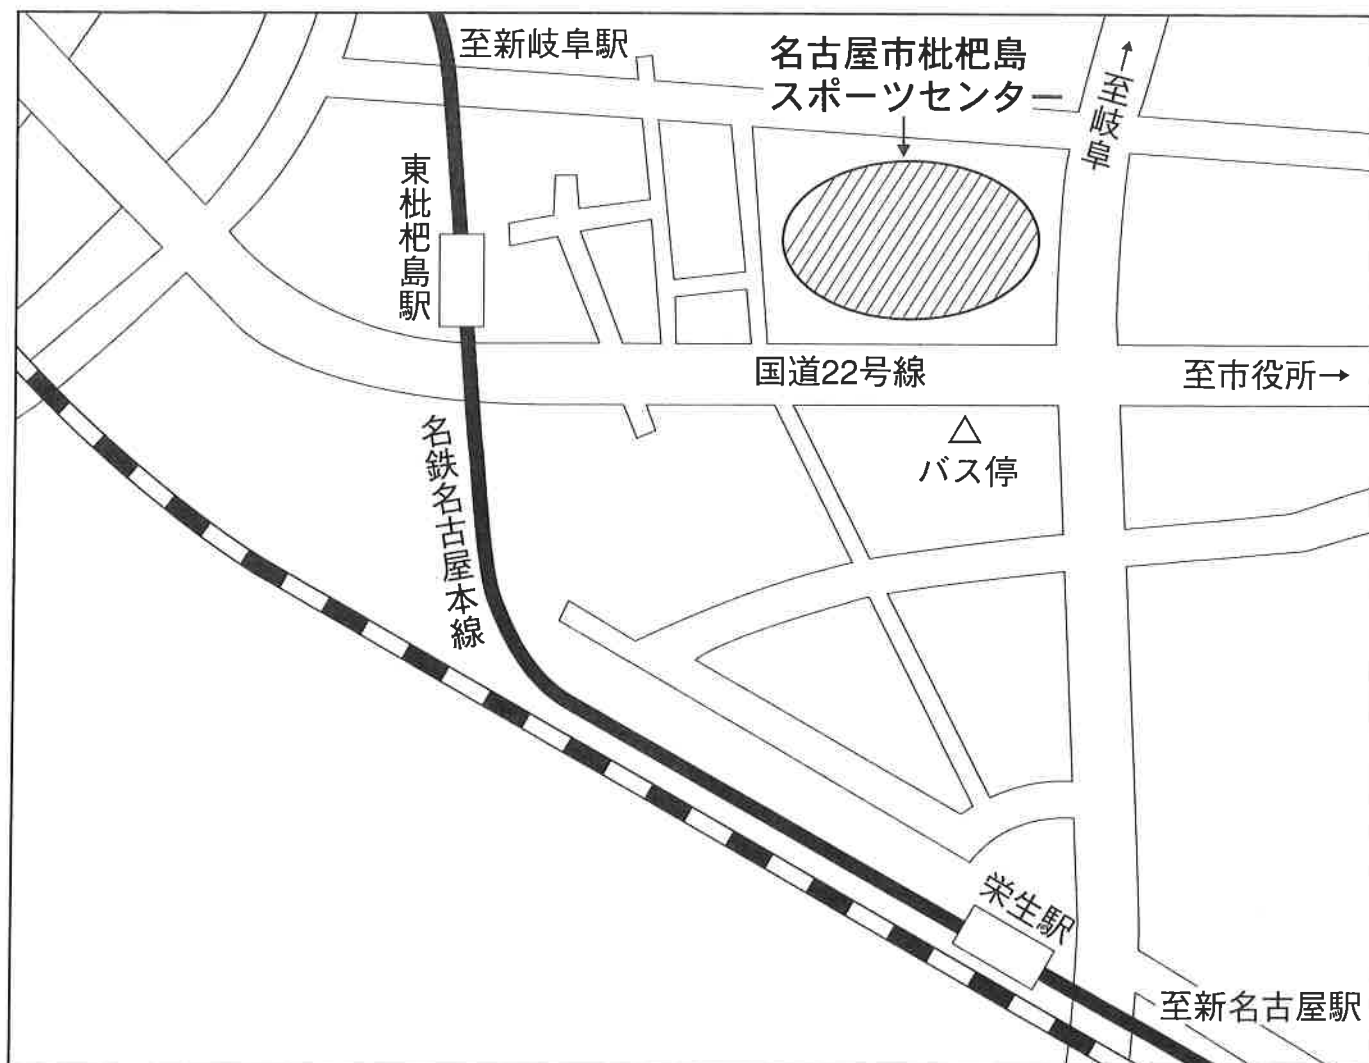 至新岐阜駅
名古屋市枇杷島
スポーツセンター
↑至岐阜
東枇杷島駅
国道22号線
至市役所→
△
バス停
名鉄名古屋本線
栄生駅
至新名古屋駅